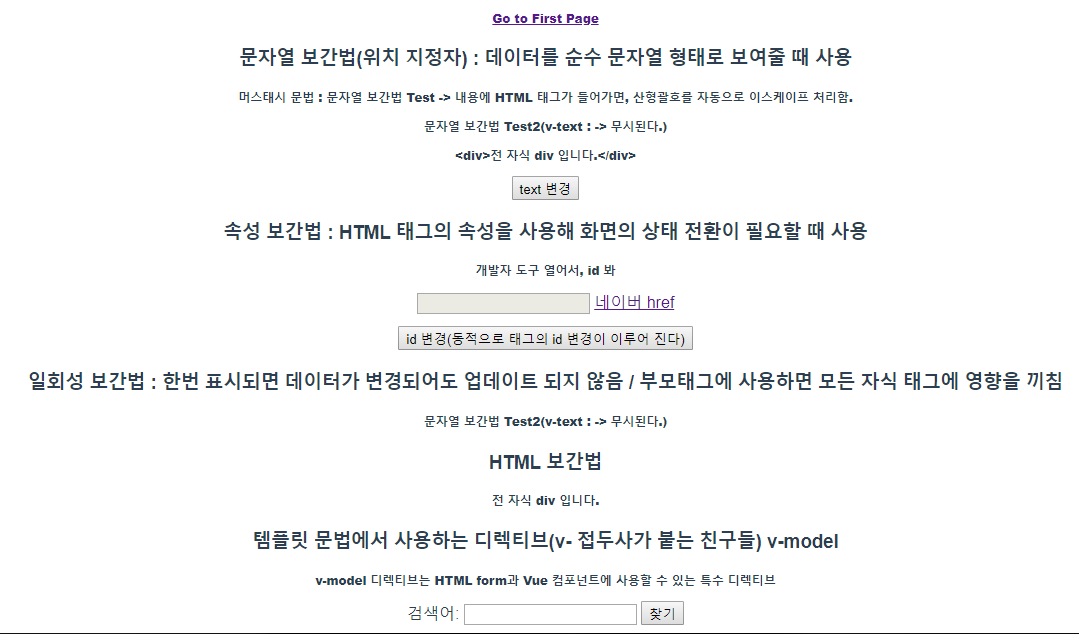 Go to First Page
문자열 보간법(위치 지정자) : 데이터를 순수 문자열 형태로 보여줄 때 사용
머스태시 문법 : 문자열 보간법 Test -> 내용에 HTML 태그가 들어가면, 산형괄호를 자동으로 이스케이프 처리함.
문자열 보간법 Test2(v-text : -> 무시된다.)
<div>전 자식 div 입니다.</div>
text 변경
속성 보간법 : HTML 태그의 속성을 사용해 화면의 상태 전환이 필요할 때 사용
개발자 도구 열어서, id 봐
네이버 href
id 변경(동적으로 태그의 id 변경이 이루어 진다)
일회성 보간법 : 한번 표시되면 데이터가 변경되어도 업데이트 되지 않음 / 부모태그에 사용하면 모든 자식 태그에 영향을 끼침
문자열 보간법 Test2(v-text : -> 무시된다.)
HTML 보간법
전 자식 div 입니다.
템플릿 문법에서 사용하는 디렉티브(v- 접두사가 붙는 친구들) v-model
v-model 디렉티브는 HTML form과 Vue 컴포넌트에 사용할 수 있는 특수 디렉티브
검색어: 찾기